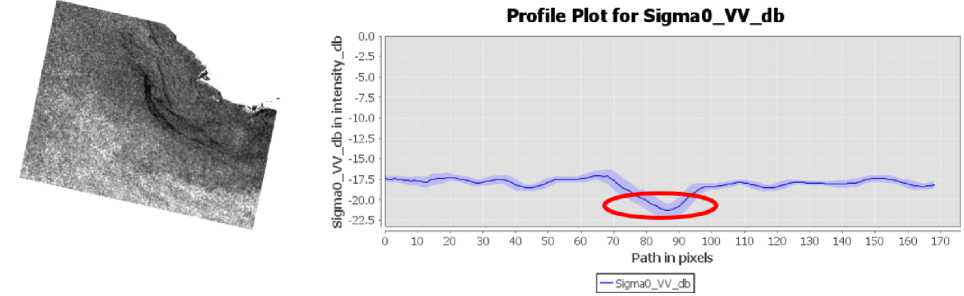 Profile Plot for Sigma0_VV_db
Sigma0_VV_db in intensity_db
0.0
-2.5
-5.0
-7.5
-10.0
-12.5
-15.0
-17.5
-20.0
-22.5
0 10 20 30 40 50 60 70 80 90 100 110 120 130 140 150 160 170
Path in pixels
Sigma0_VV_db